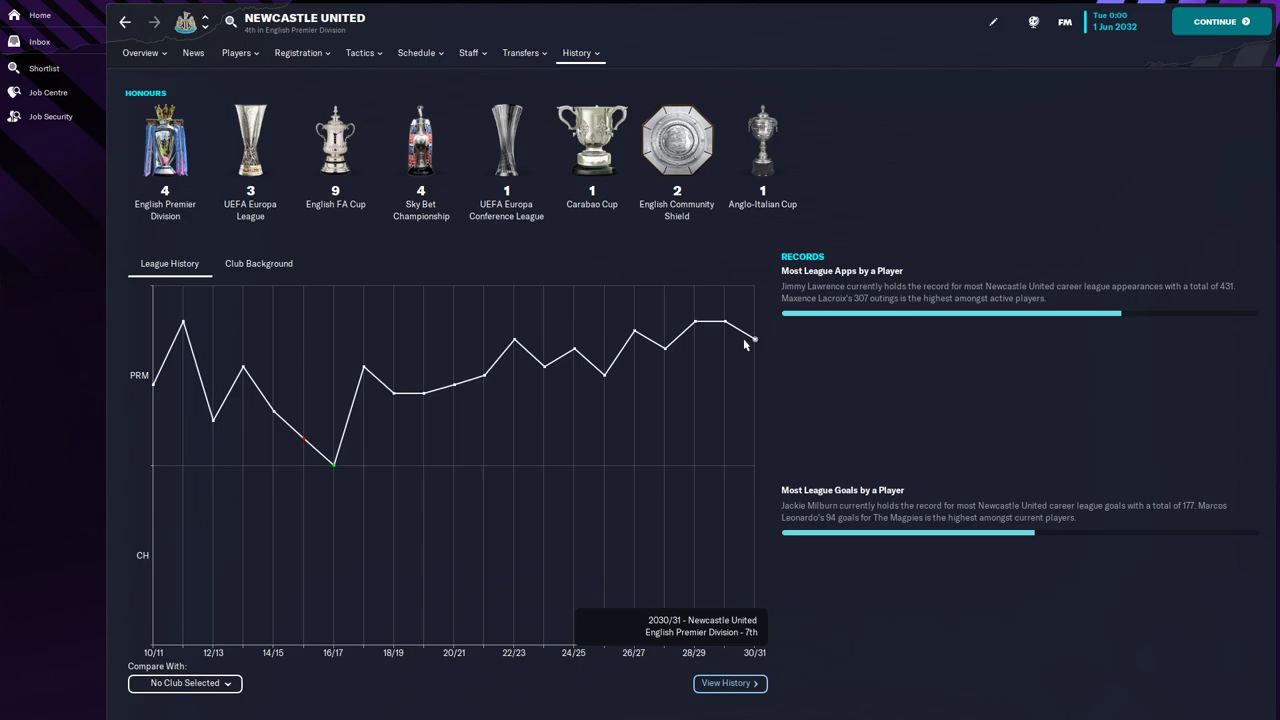 Home
Inbox
Shortlist
Job Centre
Job Security
NEWCASTLE UNITED
4th in English Premier Division
FM
Tue 0:00
1 Jun 2032
CONTINUE
Overview
News
Players
Registration
Tactics
Schedule
Staff
Transfers
History
HONOURS
4
English Premier
Division
3
UEFA Europa
League
9
English FA Cup
4
Sky Bet
Championship
1
UEFA Europa
Conference League
1
Carabao Cup
2
English Community
Shield
1
Anglo-Italian Cup
League History
Club Background
PRM
CH
10/11
12/13
14/15
16/17
18/19
20/21
22/23
24/25
26/27
28/29
30/31
2030/31 - Newcastle United
English Premier Division - 7th
Compare With:
No Club Selected
View History
RECORDS
Most League Apps by a Player
Jimmy Lawrence currently holds the record for most Newcastle United career league appearances with a total of 431.
Maxence Lacroix's 307 outings is the highest amongst active players.
Most League Goals by a Player
Jackie Milburn currently holds the record for most Newcastle United career league goals with a total of 177. Marcos
Leonardo's 94 goals for The Magpies is the highest amongst current players.